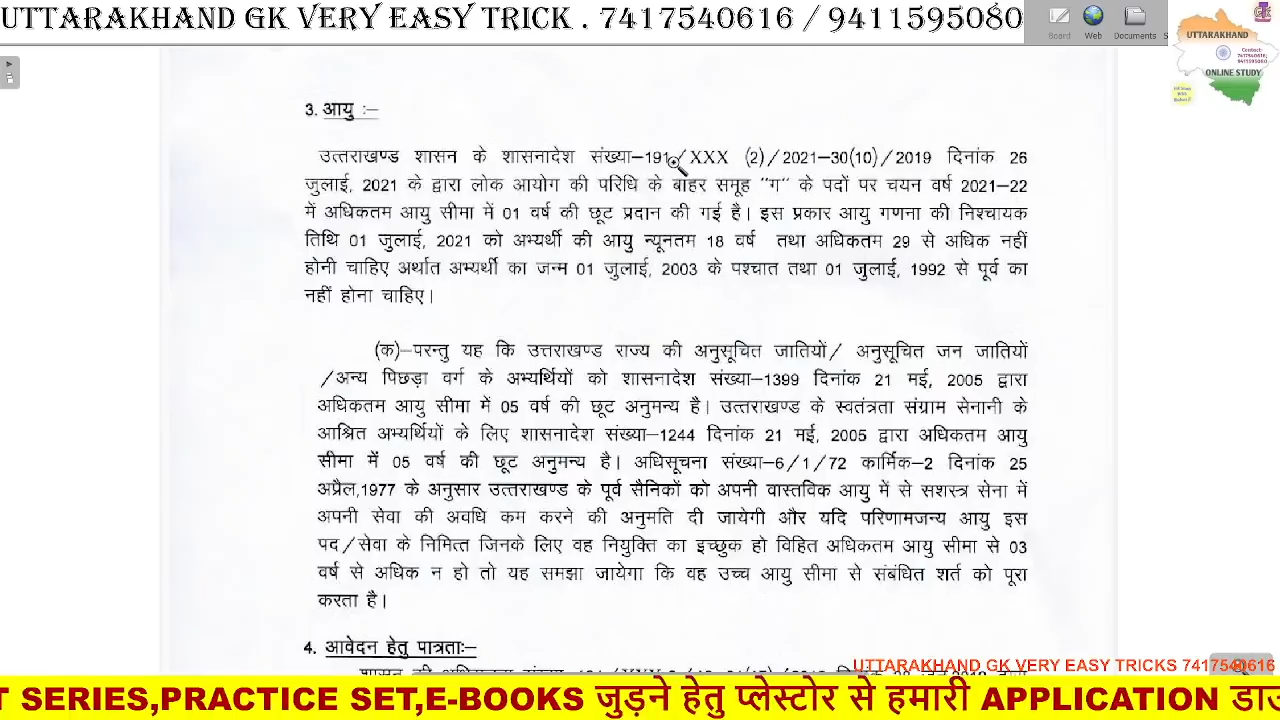 UTTARAKHAND GK VERY EASY TRICK . 7417540616 / 9411595080
Board Web Documents
UTTARAKHAND
Contact:
7417540616,
9411595080
ONLINE STUDY
3. आयु :–
उत्तराखण्ड शासन के शासनादेश संख्या–191/XXX (2)/2021–30(10)/2019 दिनांक 26
जुलाई, 2021 के द्वारा लोक आयोग की परिधि के बाहर समूह "ग" के पदों पर चयन वर्ष 2021–22
में अधिकतम आयु सीमा में 01 वर्ष की छूट प्रदान की गई है। इस प्रकार आयु गणना की निश्चायक
तिथि 01 जुलाई, 2021 को अभ्यर्थी की आयु न्यूनतम 18 वर्ष तथा अधिकतम 29 से अधिक नहीं
होनी चाहिए अर्थात अभ्यर्थी का जन्म 01 जुलाई, 2003 के पश्चात तथा 01 जुलाई, 1992 से पूर्व का
नहीं होना चाहिए।
(क)–परन्तु यह कि उत्तराखण्ड राज्य की अनुसूचित जातियों/ अनुसूचित जन जातियों
/अन्य पिछड़ा वर्ग के अभ्यर्थियों को शासनादेश संख्या–1399 दिनांक 21 मई, 2005 द्वारा
अधिकतम आयु सीमा में 05 वर्ष की छूट अनुमन्य है। उत्तराखण्ड के स्वतंत्रता संग्राम सेनानी के
आश्रित अभ्यर्थियों के लिए शासनादेश संख्या–1244 दिनांक 21 मई, 2005 द्वारा अधिकतम आयु
सीमा में 05 वर्ष की छूट अनुमन्य है। अधिसूचना संख्या–6/1/72 कार्मिक–2 दिनांक 25
अप्रैल,1977 के अनुसार उत्तराखण्ड के पूर्व सैनिकों को अपनी वास्तविक आयु में से सशस्त्र सेना में
अपनी सेवा की अवधि कम करने की अनुमति दी जायेगी और यदि परिणामजन्य आयु इस
पद/सेवा के निमित्त जिनके लिए वह नियुक्ति का इच्छुक हो विहित अधिकतम आयु सीमा से 03
वर्ष से अधिक न हो तो यह समझा जायेगा कि वह उच्च आयु सीमा से संबंधित शर्त को पूरा
करता है।
4. आवेदन हेतु पात्रताः–
UTTARAKHAND GK VERY EASY TRICKS 7417540616
T SERIES,PRACTICE SET,E-BOOKS जुड़ने हेतु प्लेस्टोर से हमारी APPLICATION डाउ